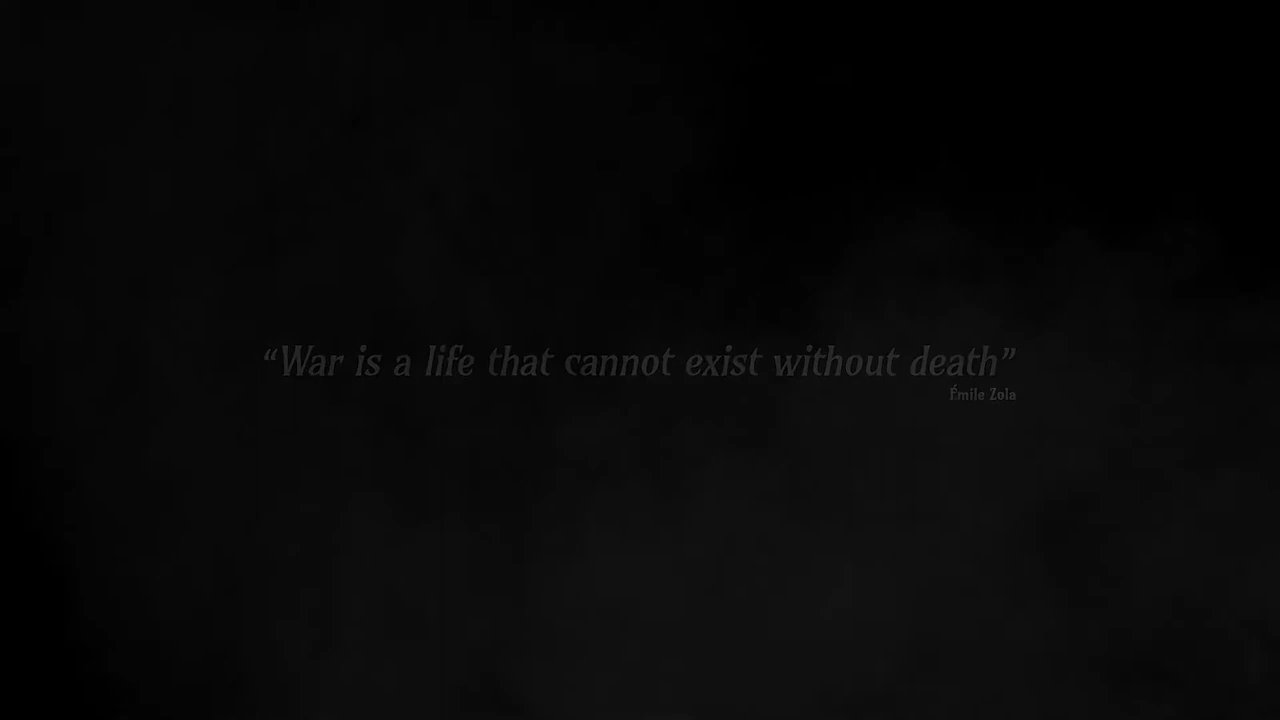 “War is a life that cannot exist without death”
Émile Zola